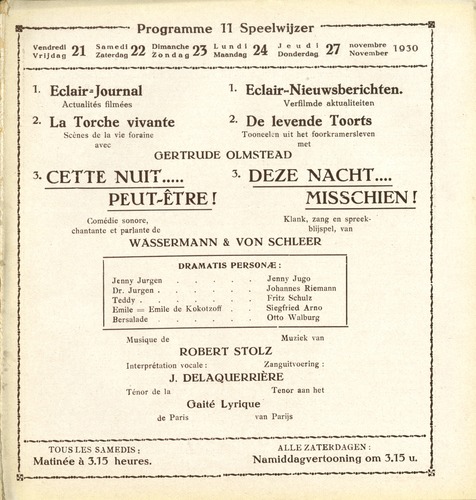 Programme 11 Speelwijzer
Vendredi Vrijdag 21 Samedi Zaterdag 22 Dimanche Zondag 23 Lundi Maandag 24 Jeudi Donderdag 27 novembre November 1930
1. Eclair-Journal
Actualités filmées
1. Eclair-Nieuwsberichten.
Verfilmde aktualiteiten
2. La Torche vivante
Scènes de la vie foraine
avec
2. De levende Toorts
Tooneelen uit het foorkramersleven
met
GERTRUDE OLMSTEAD
3. CETTE NUIT.....
PEUT-ÊTRE !
3. DEZE NACHT....
MISSCHIEN !
Comédie sonore,
chantante et parlante de
Klank, zang en spreek-
blijspel, van
WASSERMANN & VON SCHLEER
DRAMATIS PERSONÆ :
Jenny Jurgen . . . . . Jenny Jugo
Dr. Jurgen . . . . . . Johannes Riemann
Teddy . . . . . . . Fritz Schulz
Emile = Emile de Kokotzoff . . . Siegfried Arno
Bersalade . . . . . . Otto Walburg
Musique de Muziek van
ROBERT STOLZ
Interprétation vocale : Zanguitvoering :
J. DELAQUERRIÈRE
Ténor de la Tenor aan het
Gaité Lyrique
de Paris van Parijs
TOUS LES SAMEDIS :
Matinée à 3.15 heures.
ALLE ZATERDAGEN :
Namiddagvertooning om 3.15 u.